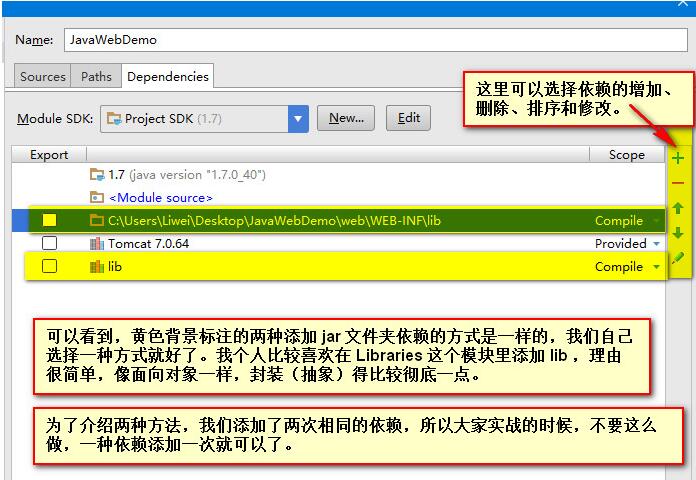 Name: JavaWebDemo
Sources Paths Dependencies
这里可以选择依赖的增加、
删除、排序和修改。
Module SDK: Project SDK (1.7) New... Edit
Export Scope
1.7 (java version "1.7.0_40")
<Module source>
C:\Users\Liwei\Desktop\JavaWebDemo\web\WEB-INF\lib Compile
Tomcat 7.0.64 Provided
lib Compile
可以看到，黄色背景标注的两种添加 jar 文件夹依赖的方式是一样的，我们自己
选择一种方式就好了。我个人比较喜欢在 Libraries 这个模块里添加 lib ，理由
很简单，像面向对象一样，封装（抽象）得比较彻底一点。
为了介绍两种方法，我们添加了两次相同的依赖，所以大家实战的时候，不要这么
做，一种依赖添加一次就可以了。